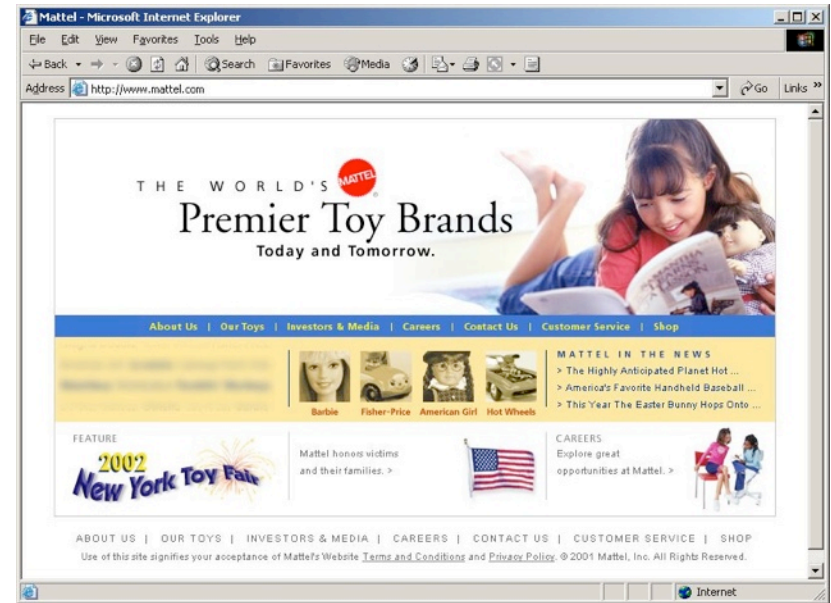 Mattel - Microsoft Internet Explorer
File Edit View Favorites Tools Help
Back Search Favorites Media
Address http://www.mattel.com Go Links »
THE WORLD'S MATTEL
Premier Toy Brands
Today and Tomorrow.
About Us | Our Toys | Investors & Media | Careers | Contact Us | Customer Service | Shop
Barbie Fisher-Price American Girl Hot Wheels
MATTEL IN THE NEWS
> The Highly Anticipated Planet Hot ...
> America's Favorite Handheld Baseball ...
> This Year The Easter Bunny Hops Onto ...
FEATURE
2002
New York Toy Fair
Mattel honors victims
and their families. >
CAREERS
Explore great
opportunities at Mattel. >
ABOUT US | OUR TOYS | INVESTORS & MEDIA | CAREERS | CONTACT US | CUSTOMER SERVICE | SHOP
Use of this site signifies your acceptance of Mattel's Website Terms and Conditions and Privacy Policy. © 2001 Mattel, Inc. All Rights Reserved.
Internet